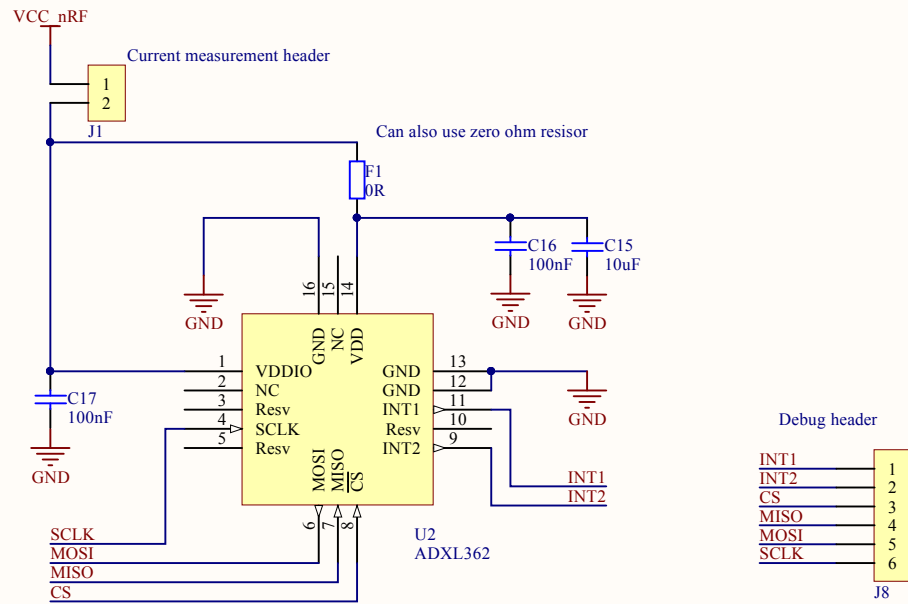 VCC_nRF
Current measurement header
1
2
J1
Can also use zero ohm resisor
F1
0R
C16
100nF
C15
10uF
GND
GND
GND
16
15
14
GND
NC
VDD
1
VDDIO
2
NC
3
Resv
4
SCLK
5
Resv
GND
13
GND
12
INT1
11
Resv
10
INT2
9
GND
C17
100nF
GND
MOSI
MISO
CS
6
7
8
INT1
INT2
U2
ADXL362
SCLK
MOSI
MISO
CS
Debug header
INT1
1
INT2
2
CS
3
MISO
4
MOSI
5
SCLK
6
J8